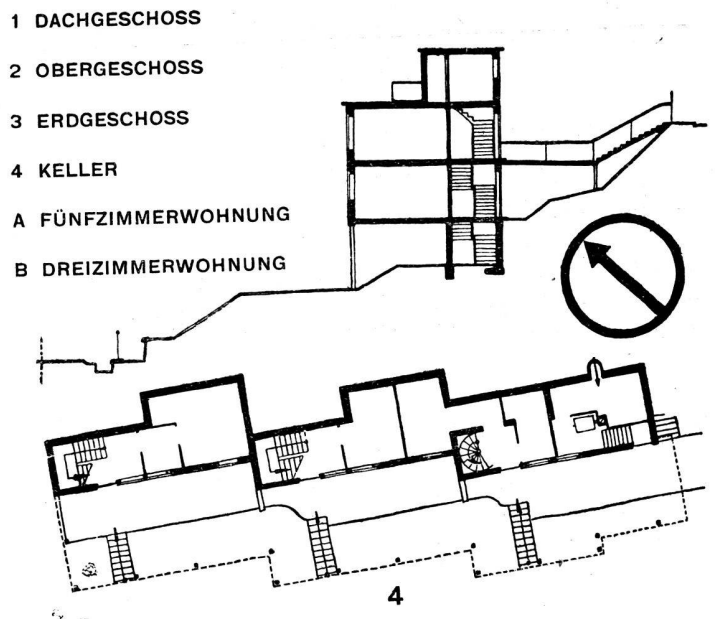 1 DACHGESCHOSS
2 OBERGESCHOSS
3 ERDGESCHOSS
4 KELLER
A FÜNFZIMMERWOHNUNG
B DREIZIMMERWOHNUNG
4